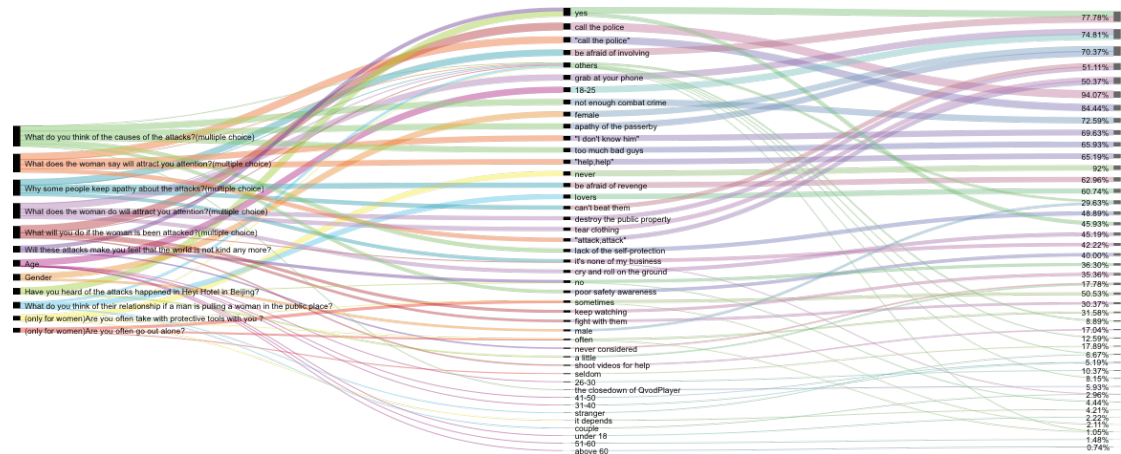 What do you think of the causes of the attacks?(multiple choice)
What does the woman say will attract you attention?(multiple choice)
Why some people keep apathy about the attacks?(multiple choice)
What does the woman do will attract you attention?(multiple choice)
What will you do if the woman is been attacked?(multiple choice)
Will these attacks make you feel that the world is not kind any more?
Age
Gender
Have you heard of the attacks happened in Heyi Hotel in Beijing?
What do you think of their relationship if a man is pulling a woman in the public place?
(only for women)Are you often take with protective tools with you ?
(only for women)Are you often go out alone?
yes
call the police
"call the police"
be afraid of involving
others
grab at your phone
18-25
not enough combat crime
female
apathy of the passerby
"I don't know him"
too much bad guys
"help,help"
never
be afraid of revenge
lovers
can't beat them
destroy the public property
tear clothing
"attack,attack"
lack of the self-protection
it's none of my business
cry and roll on the ground
no
poor safety awareness
sometimes
keep watching
fight with them
male
often
never considered
a little
shoot videos for help
seldom
26-30
the closedown of QvodPlayer
41-50
31-40
stranger
it depends
couple
under 18
51-60
above 60
77.78%
74.81%
70.37%
51.11%
50.37%
94.07%
84.44%
72.59%
69.63%
65.93%
65.19%
92%
62.96%
60.74%
29.63%
48.89%
45.93%
45.19%
42.22%
40.00%
36.30%
35.36%
17.78%
50.53%
30.37%
31.58%
8.89%
17.04%
12.59%
17.89%
6.67%
5.19%
10.37%
8.15%
5.93%
2.96%
4.44%
4.21%
2.22%
2.11%
1.05%
1.48%
0.74%